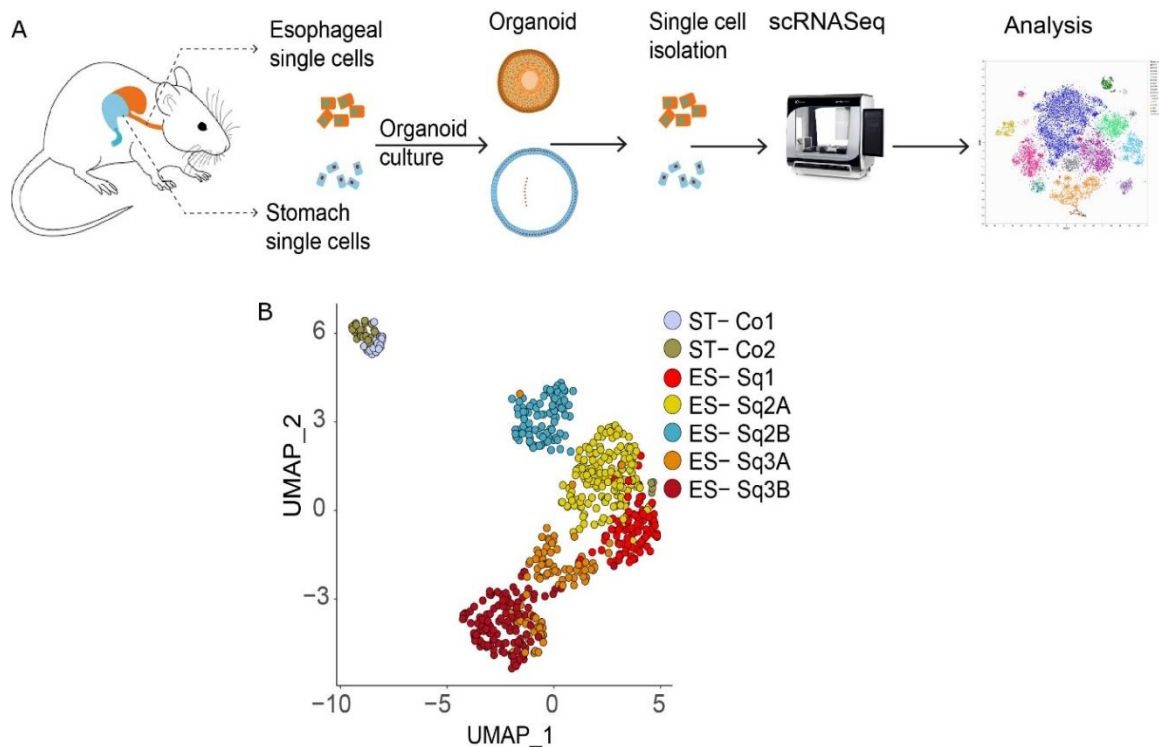 A
Esophageal
single cells
Stomach
single cells
Organoid
culture
Organoid
Single cell
isolation
scRNASeq
Analysis
B
UMAP_2
6
3
0
−3
−10
−5
0
5
UMAP_1
ST− Co1
ST− Co2
ES− Sq1
ES− Sq2A
ES− Sq2B
ES− Sq3A
ES− Sq3B